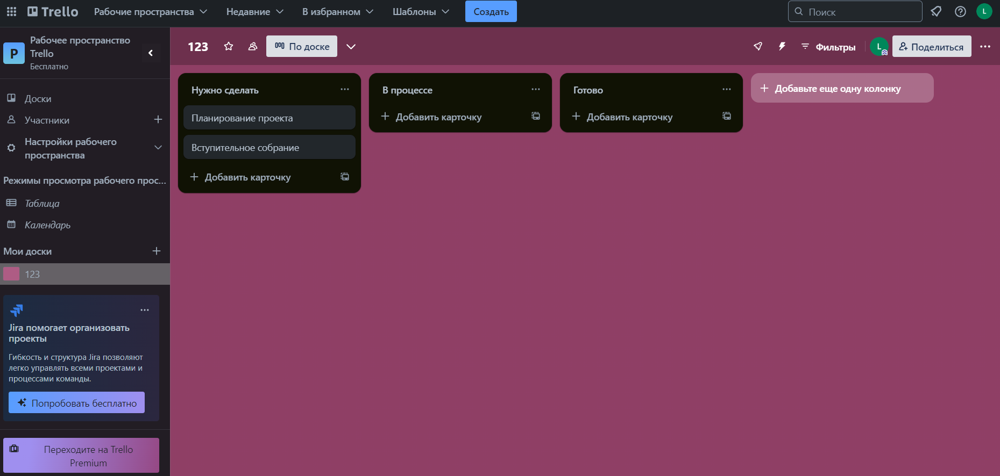 Trello
Рабочие пространства
Недавние
В избранном
Шаблоны
Создать
Поиск
L
P
Рабочее пространство
Trello
Бесплатно
Доски
Участники
Настройки рабочего
пространства
Режимы просмотра рабочего прос...
Таблица
Календарь
Мои доски
123
Jira помогает организовать
проекты
Гибкость и структура Jira позволяют
легко управлять всеми проектами и
процессами команды.
Попробовать бесплатно
Переходите на Trello
Premium
123
По доске
Фильтры
L
Поделиться
Нужно сделать
Планирование проекта
Вступительное собрание
Добавить карточку
В процессе
Добавить карточку
Готово
Добавить карточку
Добавьте еще одну колонку